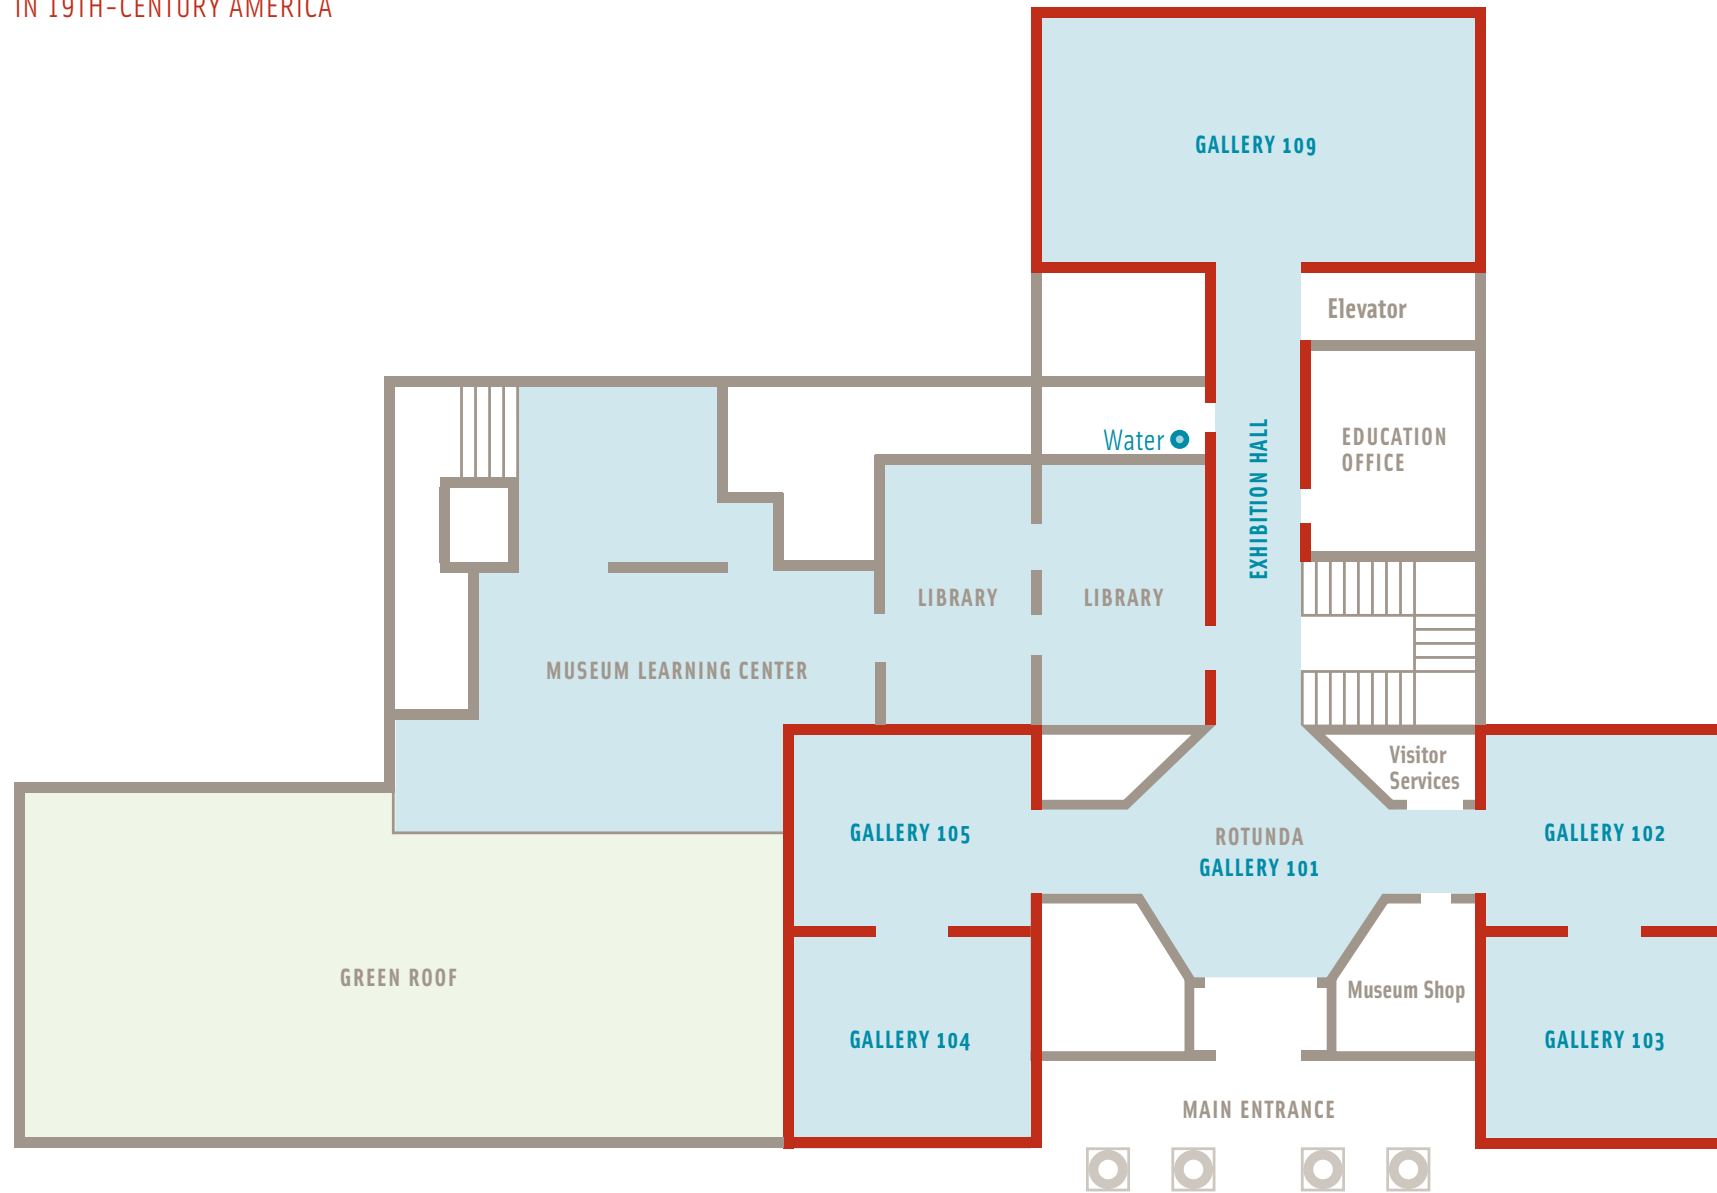 IN 19TH-CENTURY AMERICA
GALLERY 109
Elevator
EDUCATION
OFFICE
Water
EXHIBITION HALL
LIBRARY
LIBRARY
MUSEUM LEARNING CENTER
Visitor
Services
GALLERY 105
ROTUNDA
GALLERY 101
GALLERY 102
GREEN ROOF
Museum Shop
GALLERY 104
GALLERY 103
MAIN ENTRANCE